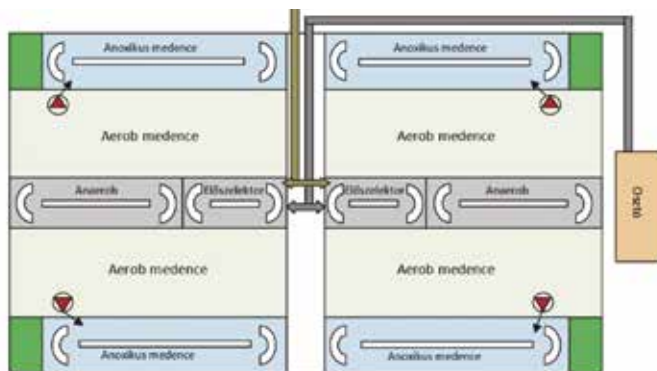 Anoxikus medence
Anoxikus medence
Aerob medence
Aerob medence
Anaerob
Előszelektor
Előszelektor
Anaerob
Osztó
Aerob medence
Aerob medence
Anoxikus medence
Anoxikus medence